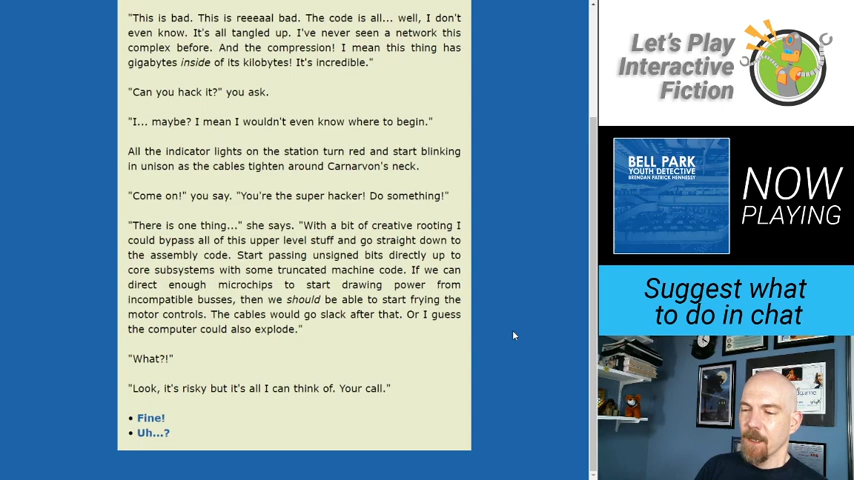 "This is bad. This is reeeaal bad. The code is all... well, I don't
even know. It's all tangled up. I've never seen a network this
complex before. And the compression! I mean this thing has
gigabytes inside of its kilobytes! It's incredible."
"Can you hack it?" you ask.
"I... maybe? I mean I wouldn't even know where to begin."
All the indicator lights on the station turn red and start blinking
in unison as the cables tighten around Carnarvon's neck.
"Come on!" you say. "You're the super hacker! Do something!"
"There is one thing..." she says. "With a bit of creative rooting I
could bypass all of this upper level stuff and go straight down to
the assembly code. Start passing unsigned bits directly up to
core subsystems with some truncated machine code. If we can
direct enough microchips to start drawing power from
incompatible busses, then we should be able to start frying the
motor controls. The cables would go slack after that. Or I guess
the computer could also explode."
"What?!"
"Look, it's risky but it's all I can think of. Your call."
• Fine!
• Uh...?
Let's Play
Interactive
Fiction
BELL PARK
YOUTH DETECTIVE
BRENDAN PATRICK HENNESSY
NOW
PLAYING
Suggest what
to do in chat